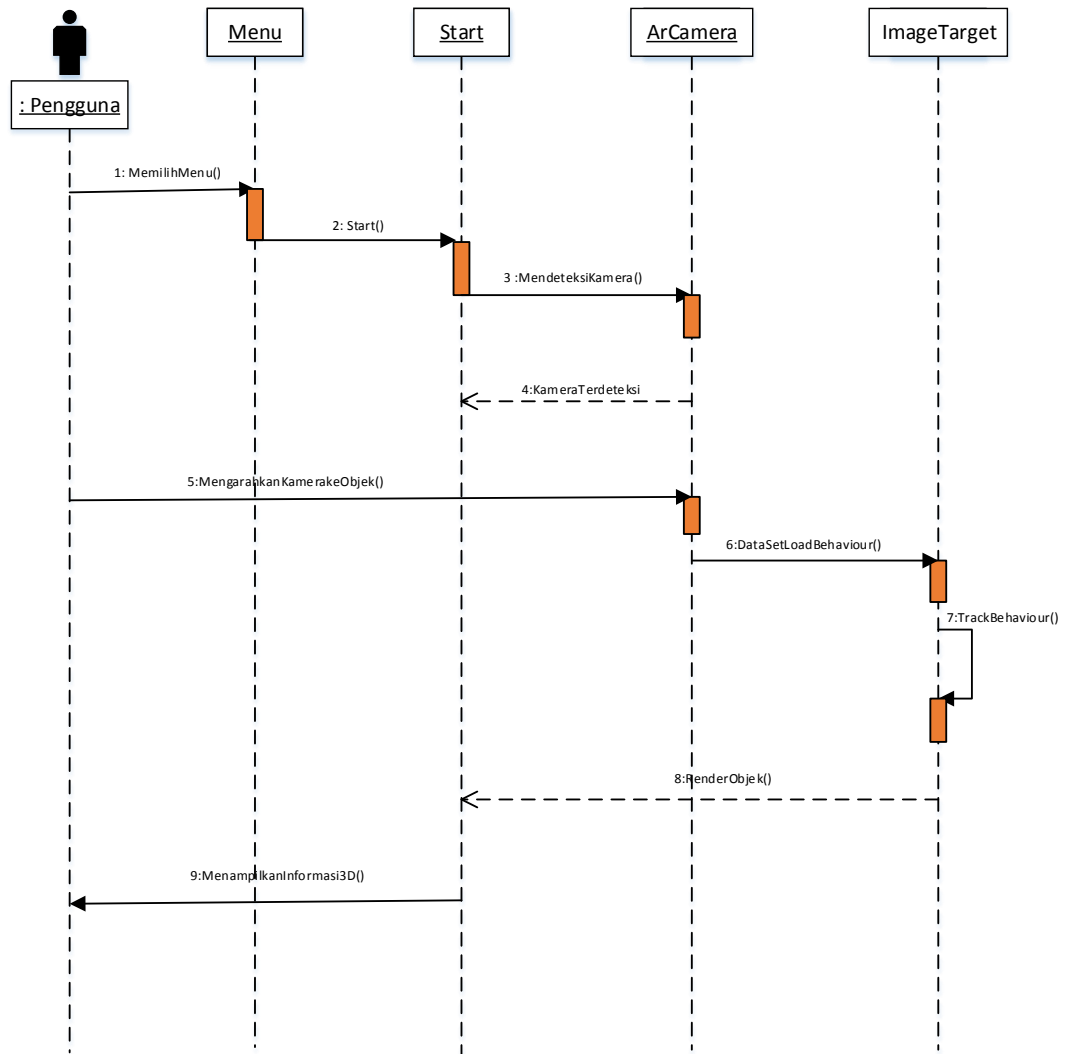 Menu
Start
ArCamera
ImageTarget
: Pengguna
1: MemilihMenu()
2: Start()
3 :MendeteksiKamera()
4:KameraTerdeteksi
5:MengarahkanKamerakeObjek()
6:DataSetLoadBehaviour()
7:TrackBehaviour()
8:RenderObjek()
9:MenampilkanInformasi3D()